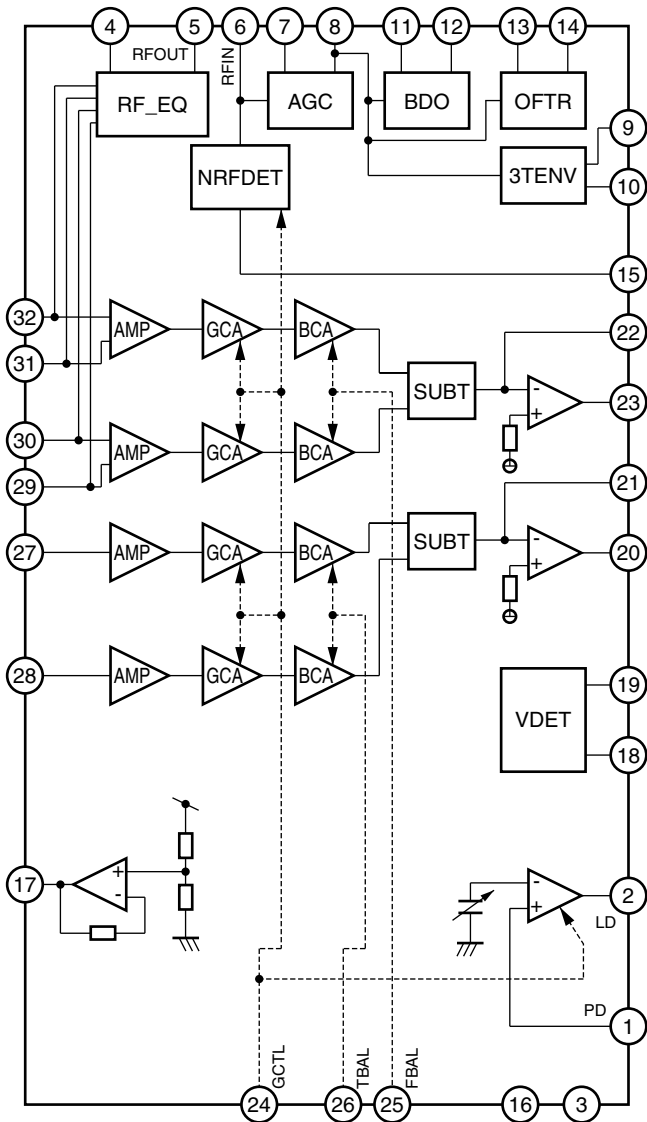 4 5 6 7 8 11 12 13 14
RFOUT
RFIN
RF_EQ AGC BDO OFTR
9
NRFDET 3TENV
10
15
32 AMP GCA BCA 22
31 SUBT - +
23
30 AMP GCA BCA
29 21
27 AMP GCA BCA SUBT - + 20
28 AMP GCA BCA 19
VDET
18
17 + - - + 2
LD
PD
1
GCTL TBAL FBAL
24 26 25 16 3